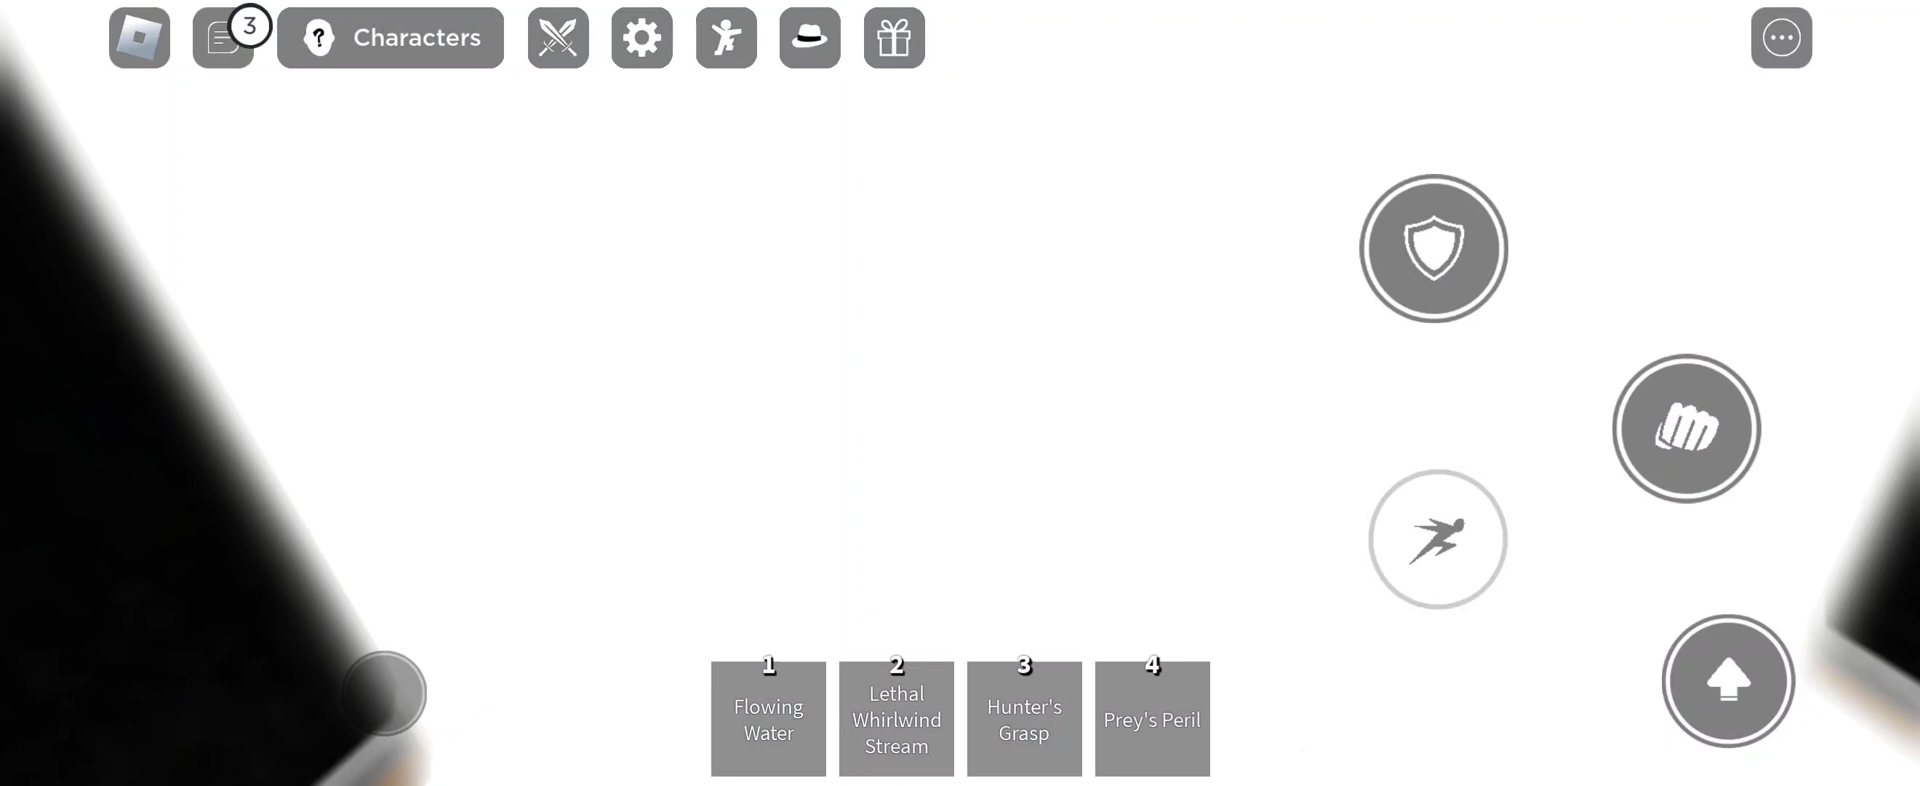 3
Characters
1
Flowing
Water
2
Lethal
Whirlwind
Stream
3
Hunter's
Grasp
4
Prey's Peril